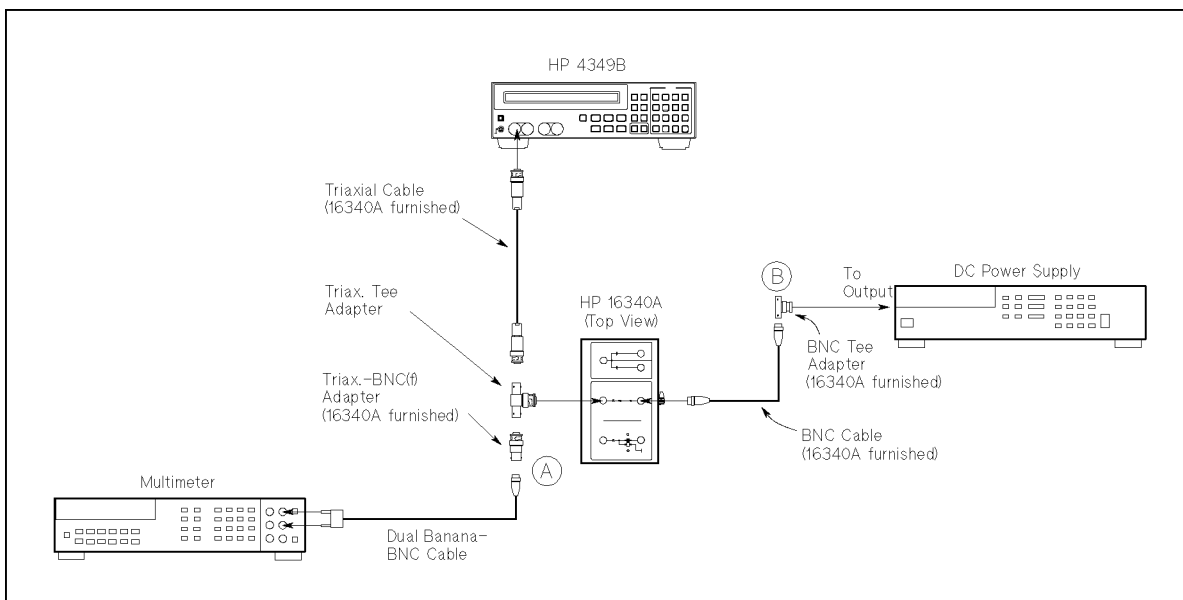 HP 4349B
Triaxial Cable
(16340A furnished)
Triax. Tee
Adapter
HP 16340A
(Top View)
B
To
Output
DC Power Supply
BNC Tee
Adapter
(16340A furnished)
Triax.-BNC(f)
Adapter
(16340A furnished)
A
BNC Cable
(16340A furnished)
Multimeter
Dual Banana-
BNC Cable